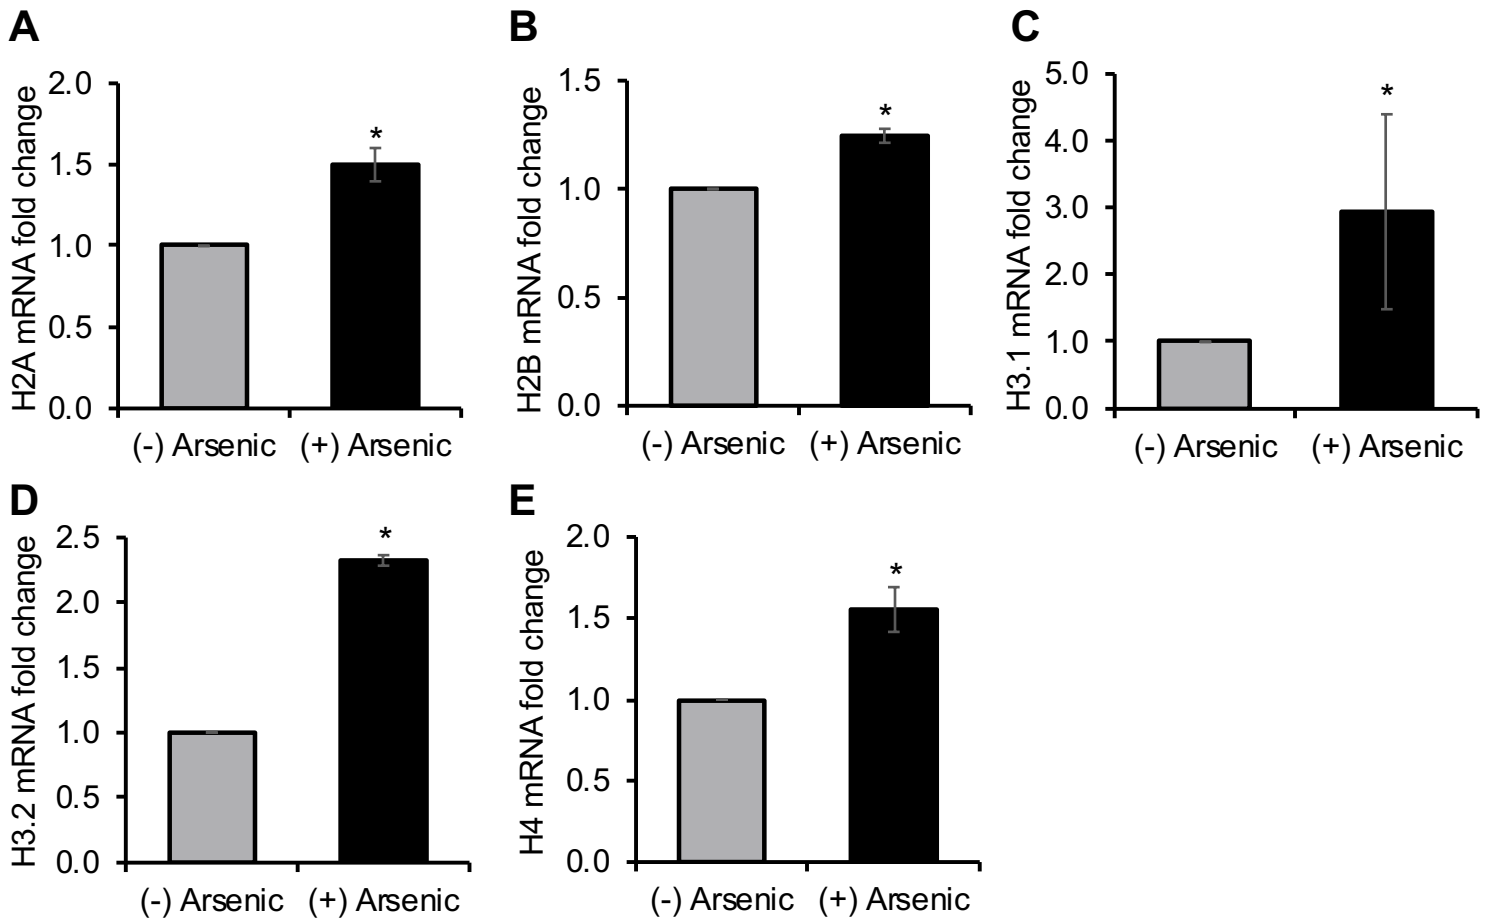 A
H2A mRNA fold change
2.0
1.5
1.0
0.5
0.0
*
(-) Arsenic (+) Arsenic
B
H2B mRNA fold change
1.5
1.0
0.5
0.0
*
(-) Arsenic (+) Arsenic
C
H3.1 mRNA fold change
5.0
4.0
3.0
2.0
1.0
0.0
*
(-) Arsenic (+) Arsenic
D
H3.2 mRNA fold change
2.5
2.0
1.5
1.0
0.5
0.0
*
(-) Arsenic (+) Arsenic
E
H4 mRNA fold change
2.0
1.5
1.0
0.5
0.0
*
(-) Arsenic (+) Arsenic